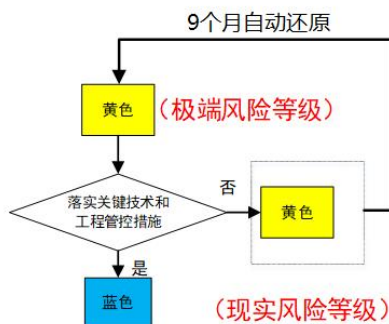 9个月自动还原
黄色
（极端风险等级）
落实关键技术和
工程管控措施
否
黄色
是
蓝色
（现实风险等级）